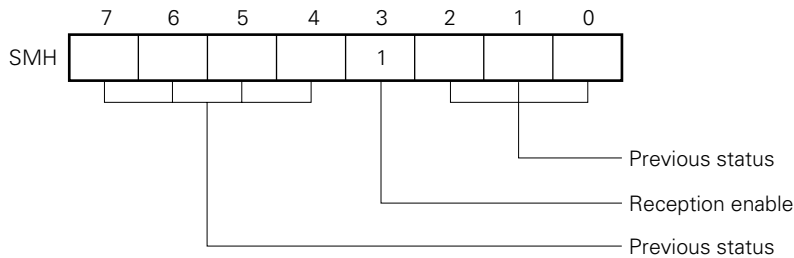 7 6 5 4 3 2 1 0
SMH 1
Previous status
Reception enable
Previous status